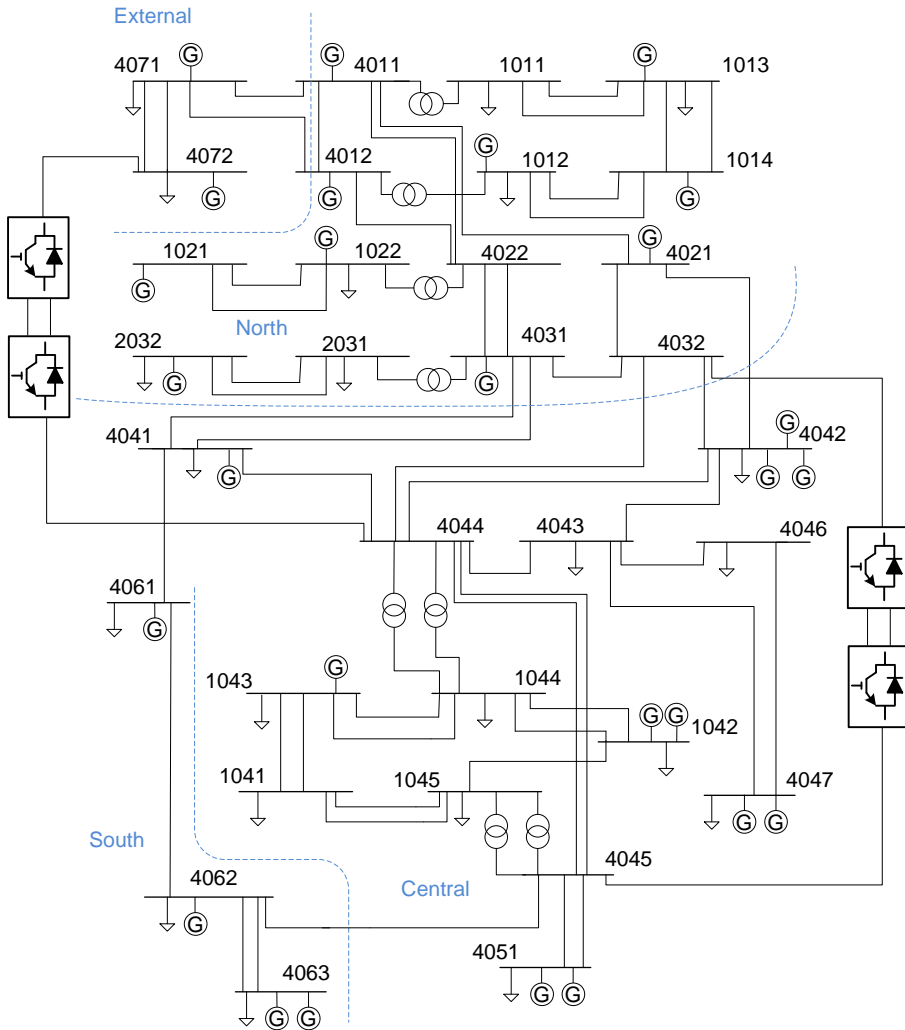 External
G G G
4071 4011 1011 1013
G
4072 4012 1012 1014
G G G
G G
1021 1022 4022 4021
G
North
2032 2031 4031 4032
G G
G
4041 4042
G G G
4044 4043 4046
4061
G
G
1043 1044
G G
1042
1041 1045
4047
G G
South
4045
Central
4062
G
4051
4063
G G
G G